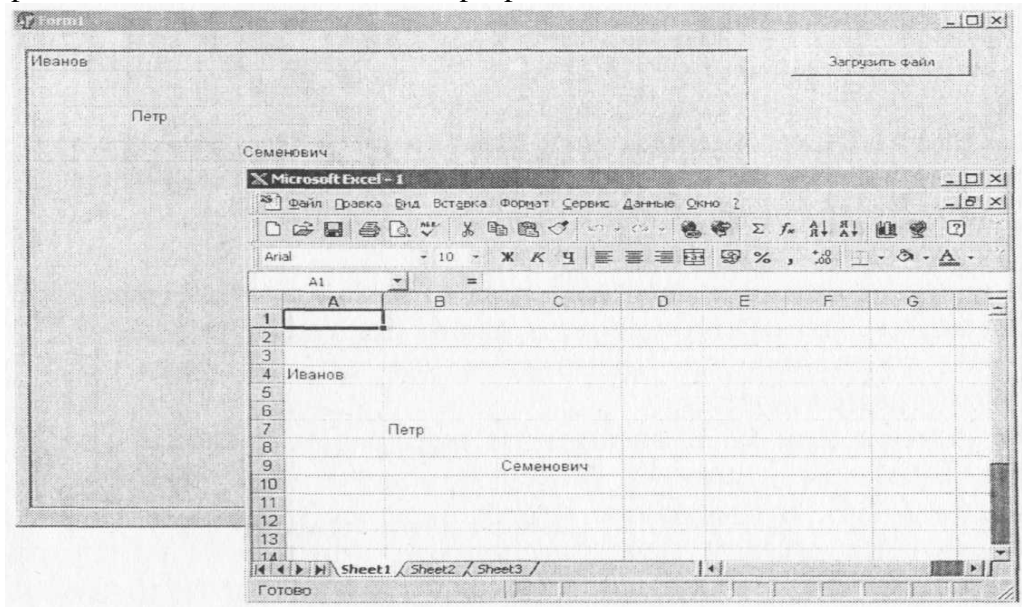 Form1
Иванов
Загрузить файл
Петр
Семенович
Microsoft Excel - 1
Файл Правка Вид Вставка Формат Сервис Данные Окно ?
Arial 10 Ж К Ч
A1 =
A B C D E F G
1
2
3
4 Иванов
5
6
7 Петр
8
9 Семенович
10
11
12
13
14
Sheet1 Sheet2 Sheet3
Готово